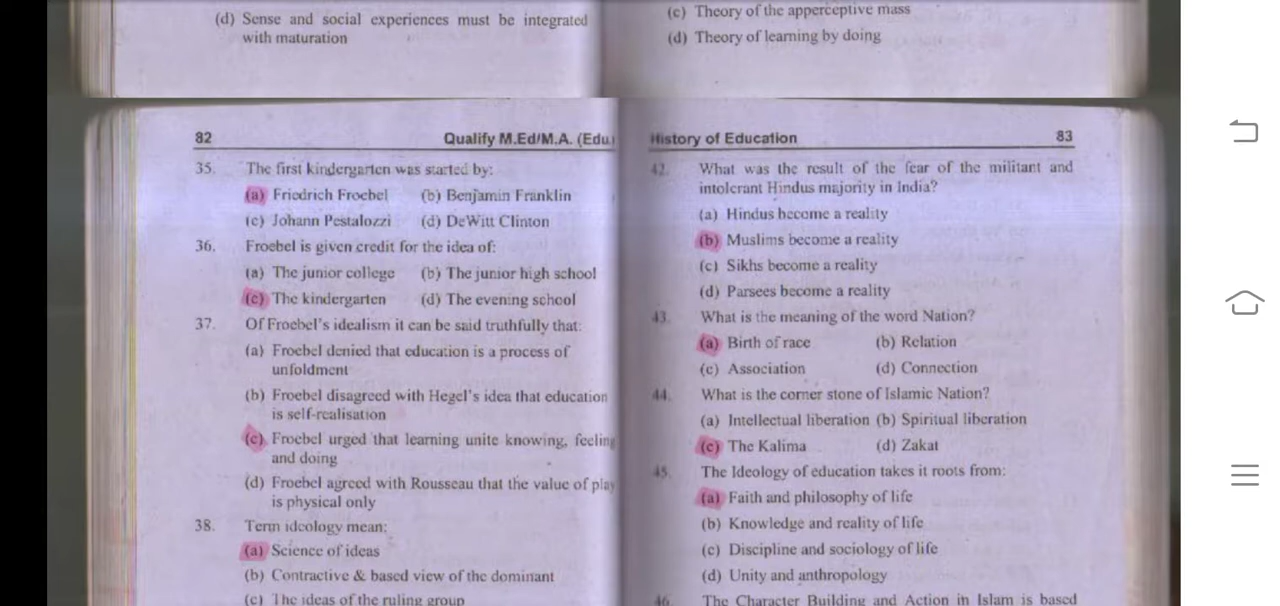 (d) Sense and social experiences must be integrated
with maturation
(c) Theory of the apperceptive mass
(d) Theory of learning by doing
82 Qualify M.Ed/M.A. (Edu
35. The first kindergarten was started by:
(a) Friedrich Froebel (b) Benjamin Franklin
(c) Johann Pestalozzi (d) DeWitt Clinton
36. Froebel is given credit for the idea of:
(a) The junior college (b) The junior high school
(c) The kindergarten (d) The evening school
37. Of Froebel's idealism it can be said truthfully that:
(a) Froebel denied that education is a process of
unfoldment
(b) Froebel disagreed with Hegel's idea that education
is self-realisation
(c) Froebel urged that learning unite knowing, feeling
and doing
(d) Froebel agreed with Rousseau that the value of play
is physical only
38. Term ideology mean:
(a) Science of ideas
(b) Contractive & based view of the dominant
(c) The ideas of the ruling group
History of Education 83
42. What was the result of the fear of the militant and
intolerant Hindus majority in India?
(a) Hindus become a reality
(b) Muslims become a reality
(c) Sikhs become a reality
(d) Parsees become a reality
43. What is the meaning of the word Nation?
(a) Birth of race (b) Relation
(c) Association (d) Connection
44. What is the corner stone of Islamic Nation?
(a) Intellectual liberation (b) Spiritual liberation
(c) The Kalima (d) Zakat
45. The Ideology of education takes it roots from:
(a) Faith and philosophy of life
(b) Knowledge and reality of life
(c) Discipline and sociology of life
(d) Unity and anthropology
46. The Character Building and Action in Islam is based